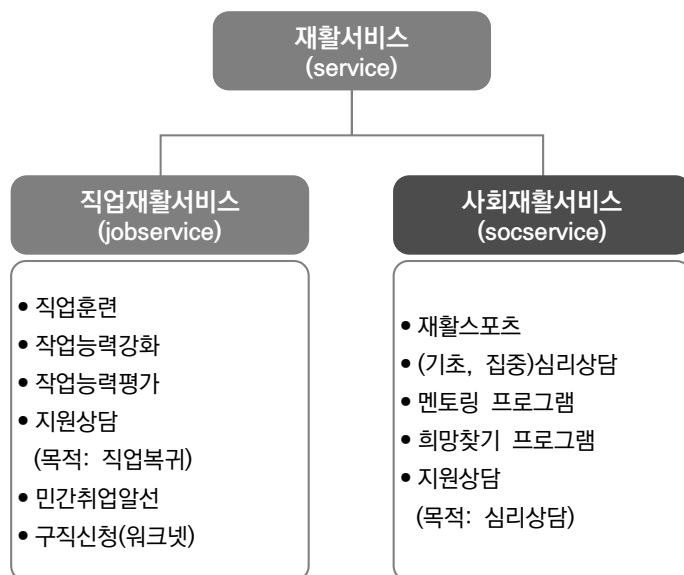 재활서비스
(service)
직업재활서비스
(jobservice)
• 직업훈련
• 작업능력강화
• 작업능력평가
• 지원상담
(목적: 직업복귀)
• 민간취업알선
• 구직신청(워크넷)
사회재활서비스
(socservice)
• 재활스포츠
• (기초, 집중)심리상담
• 멘토링 프로그램
• 희망찾기 프로그램
• 지원상담
(목적: 심리상담)